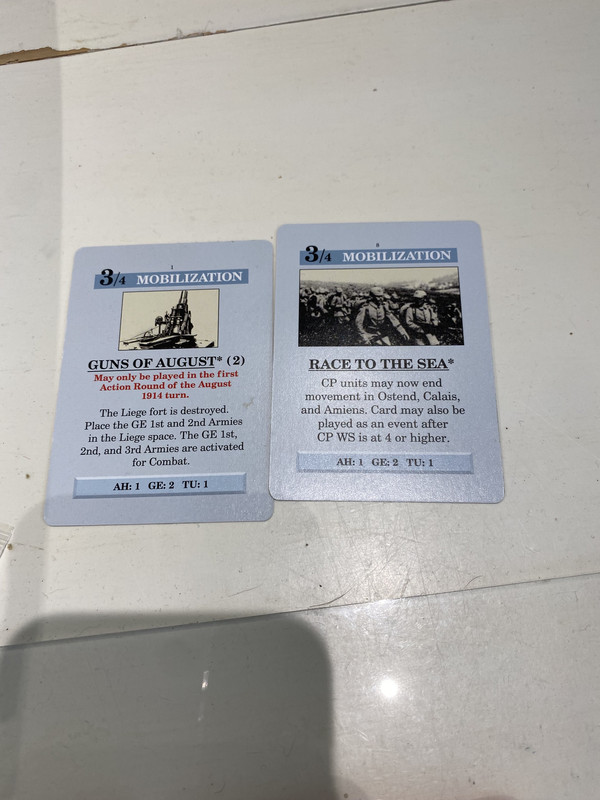 1
3/4 MOBILIZATION
GUNS OF AUGUST* (2)
May only be played in the first
Action Round of the August
1914 turn.
The Liege fort is destroyed.
Place the GE 1st and 2nd Armies
in the Liege space. The GE 1st,
2nd, and 3rd Armies are activated
for Combat.
AH: 1 GE: 2 TU: 1
8
3/4 MOBILIZATION
RACE TO THE SEA*
CP units may now end
movement in Ostend, Calais,
and Amiens. Card may also be
played as an event after
CP WS is at 4 or higher.
AH: 1 GE: 2 TU: 1